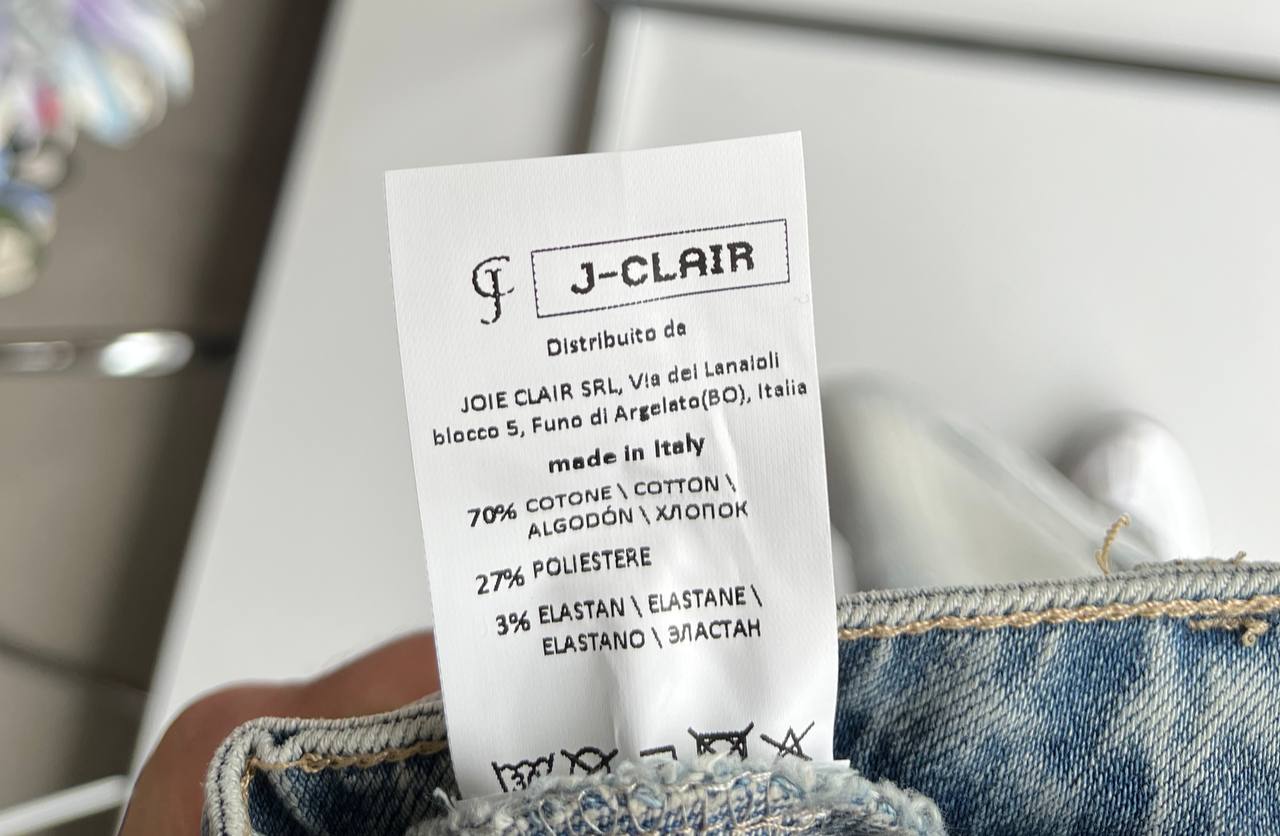 J-CLAIR
Distribuito da
JOIE CLAIR SRL, Via dei Lanaioli
blocco 5, Funo di Argelato(BO), Italia
made in Italy
70% COTONE \ COTTON \
ALGODÓN \ ХЛОПОК
27% POLIESTERE
3% ELASTAN \ ELASTANE \
ELASTANO \ ЭЛАСТАН